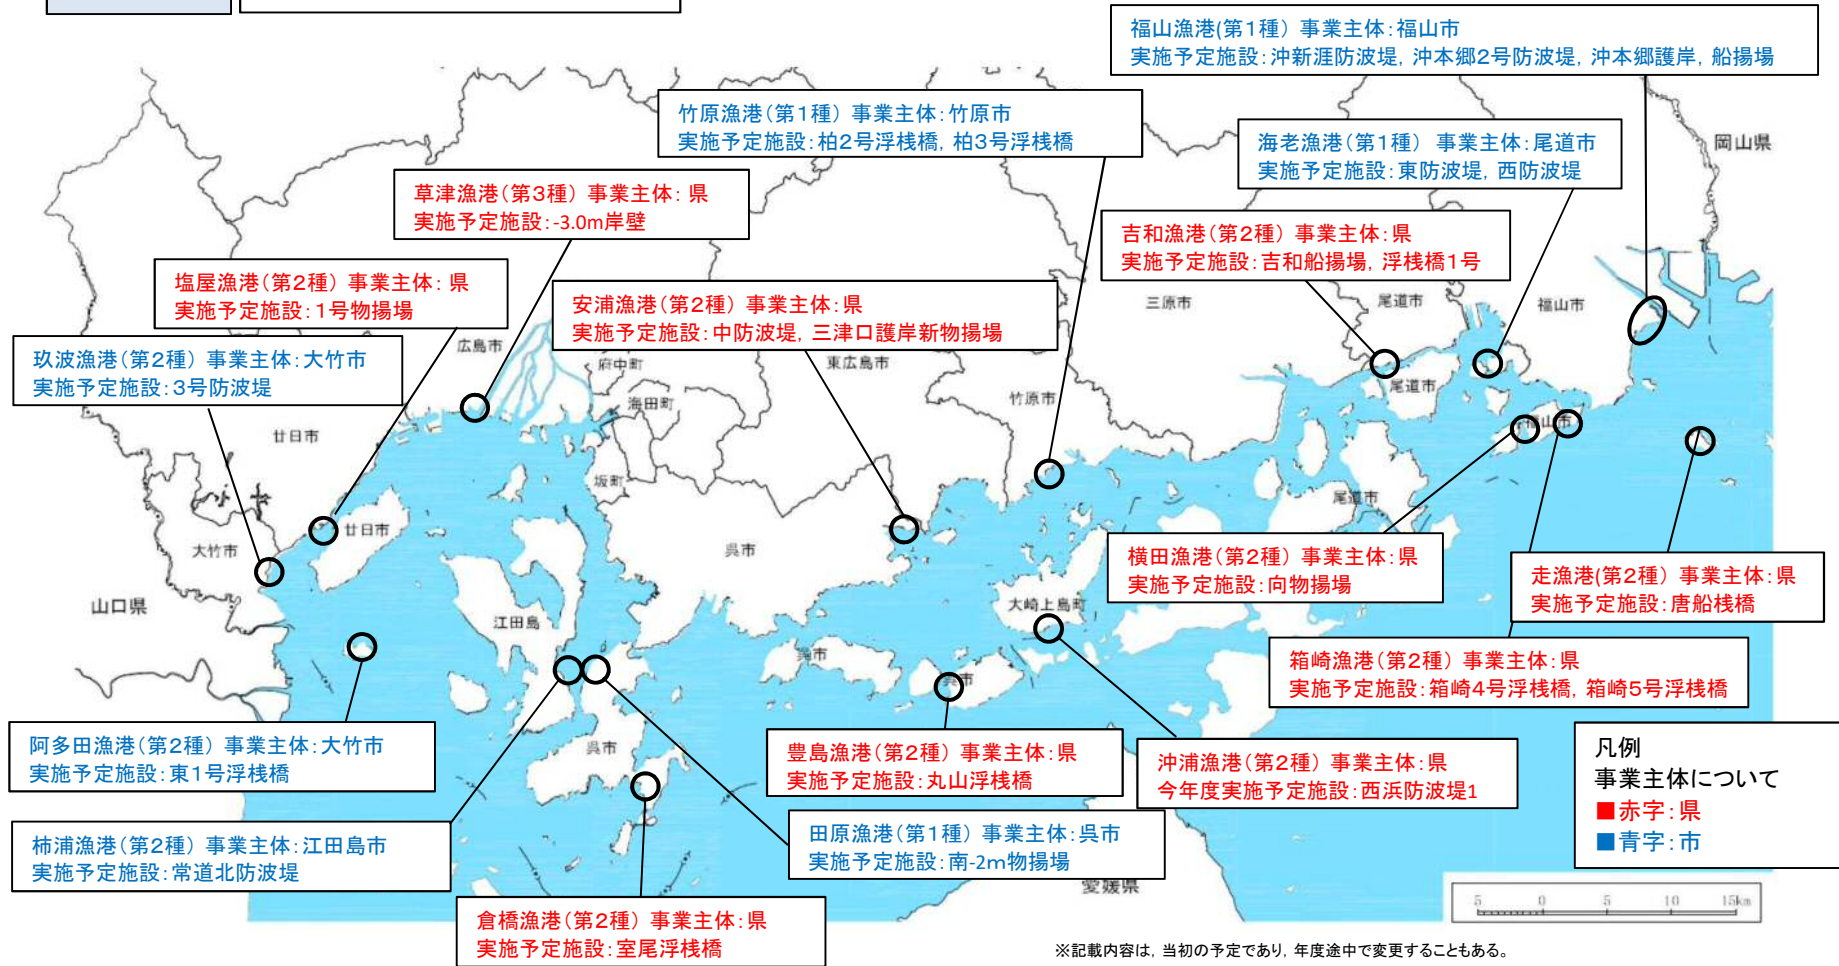 福山漁港(第1種) 事業主体:福山市
実施予定施設:沖新涯防波堤, 沖本郷2号防波堤, 沖本郷護岸, 船揚場
竹原漁港(第1種) 事業主体:竹原市
実施予定施設:柏2号浮桟橋, 柏3号浮桟橋
海老漁港(第1種) 事業主体:尾道市
実施予定施設:東防波堤, 西防波堤
岡山県
草津漁港(第3種) 事業主体: 県
実施予定施設:-3.0m岸壁
吉和漁港(第2種) 事業主体:県
実施予定施設:吉和船揚場, 浮桟橋1号
塩屋漁港(第2種) 事業主体: 県
実施予定施設:1号物揚場
安浦漁港(第2種) 事業主体:県
実施予定施設:中防波堤, 三津口護岸新物揚場
三原市
尾道市
福山市
玖波漁港(第2種) 事業主体:大竹市
実施予定施設:3号防波堤
広島市
府中町
東広島市
尾道市
海田町
竹原市
福山市
廿日市
坂町
尾道市
廿日市
大竹市
呉市
横田漁港(第2種) 事業主体:県
実施予定施設:向物揚場
走漁港(第2種) 事業主体:県
実施予定施設:唐船桟橋
山口県
江田島
大崎上島町
呉市
呉市
箱崎漁港(第2種) 事業主体:県
実施予定施設:箱崎4号浮桟橋, 箱崎5号浮桟橋
阿多田漁港(第2種) 事業主体:大竹市
実施予定施設:東1号浮桟橋
呉市
豊島漁港(第2種) 事業主体:県
実施予定施設:丸山浮桟橋
沖浦漁港(第2種) 事業主体:県
今年度実施予定施設:西浜防波堤1
凡例
事業主体について
■赤字:県
■青字:市
柿浦漁港(第2種) 事業主体:江田島市
実施予定施設:常道北防波堤
田原漁港(第1種) 事業主体:呉市
実施予定施設:南-2m物揚場
愛媛県
5 0 5 10 15km
倉橋漁港(第2種) 事業主体:県
実施予定施設:室尾浮桟橋
※記載内容は, 当初の予定であり, 年度途中で変更することもある。